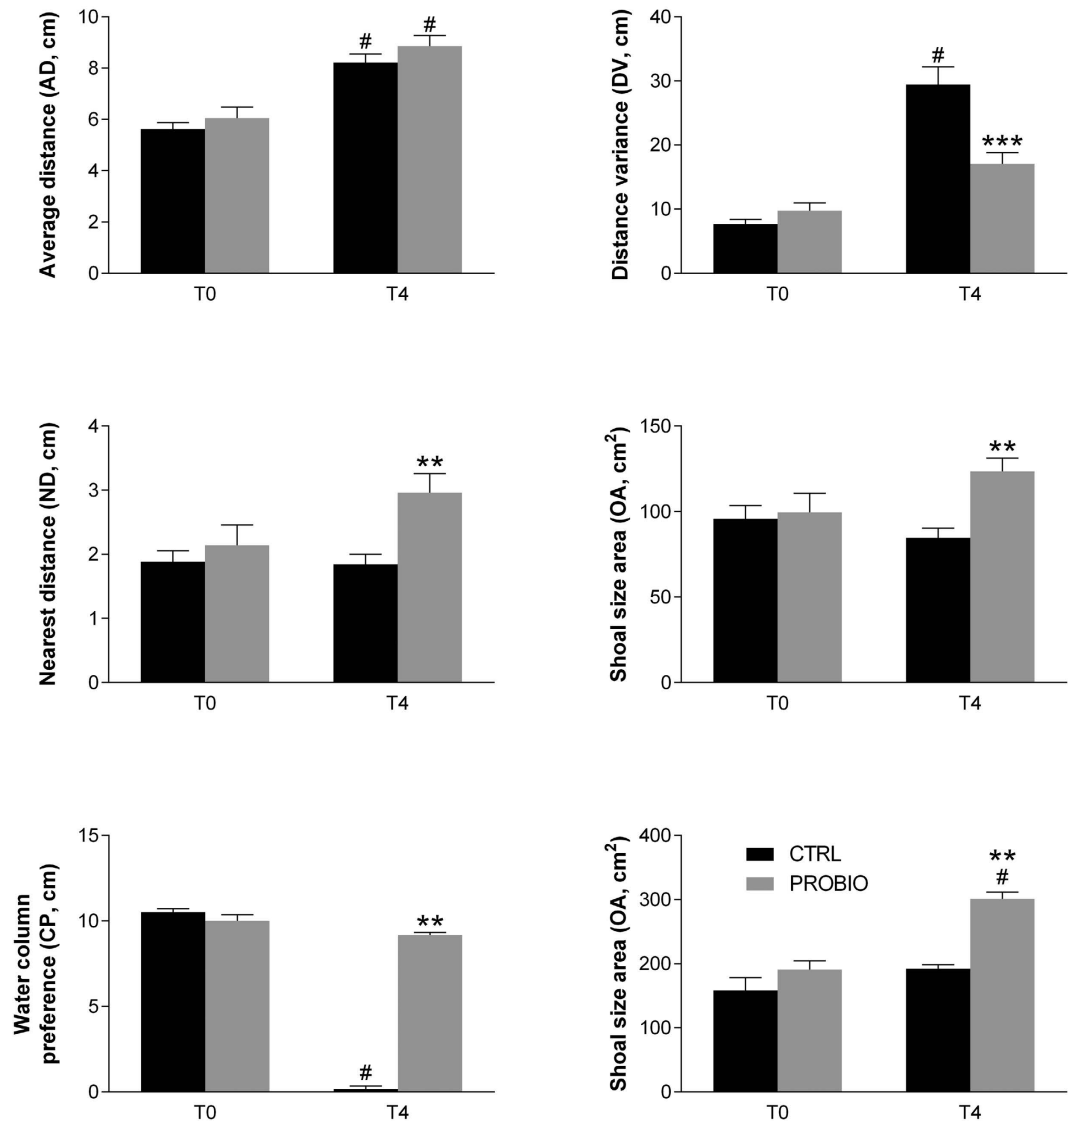 Average distance (AD, cm)
10
8
6
4
2
0
#
#
T0
T4
Distance variance (DV, cm)
40
30
20
10
0
#
***
T0
T4
Nearest distance (ND, cm)
4
3
2
1
0
**
T0
T4
Shoal size area (OA, cm²)
150
100
50
0
**
T0
T4
Water column
preference (CP, cm)
15
10
5
0
#
**
T0
T4
Shoal size area (OA, cm²)
400
300
200
100
0
CTRL
PROBIO
**
#
T0
T4